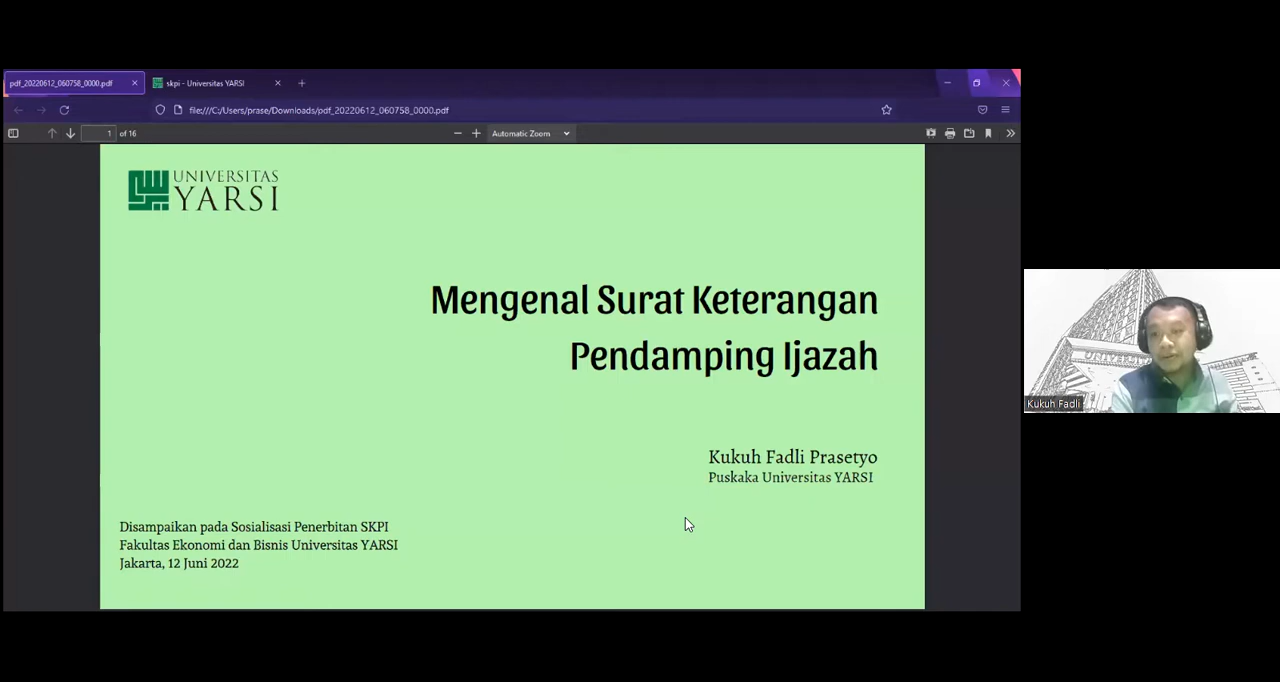 pdf_20220612_060758_0000.pdf
skpi - Universitas YARSI
file:///C:/Users/prase/Downloads/pdf_20220612_060758_0000.pdf
1 of 16
Automatic Zoom
UNIVERSITAS
YARSI
Mengenal Surat Keterangan
Pendamping Ijazah
Kukuh Fadli Prasetyo
Puskaka Universitas YARSI
Disampaikan pada Sosialisasi Penerbitan SKPI
Fakultas Ekonomi dan Bisnis Universitas YARSI
Jakarta, 12 Juni 2022
Kukuh Fadli